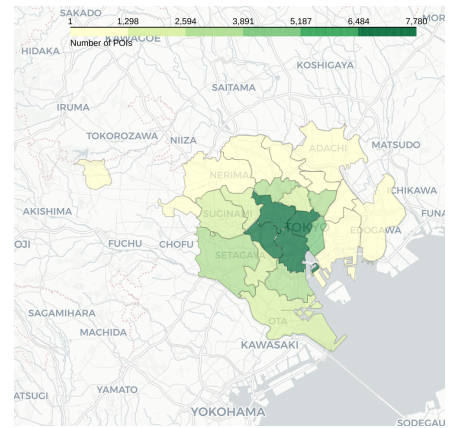 SAKADO
1 1,298 2,594 3,891 5,187 6,484 7,780
MOR
KAWAGOE
Number of POIs
HIDAKA
KOSHIGAYA
SAITAMA
IRUMA
TOKOROZAWA NIIZA
ADACHI
MATSUDO
NERIMA
ICHIKAWA
AKISHIMA
SUGINAMI
FUNA
TOKYO
EDOGAWA
OJI
FUCHU CHOFU
SETAGAYA
SAGAMIHARA
OTA
MACHIDA
KAWASAKI
YAMATO
ATSUGI
YOKOHAMA
SODEGAU